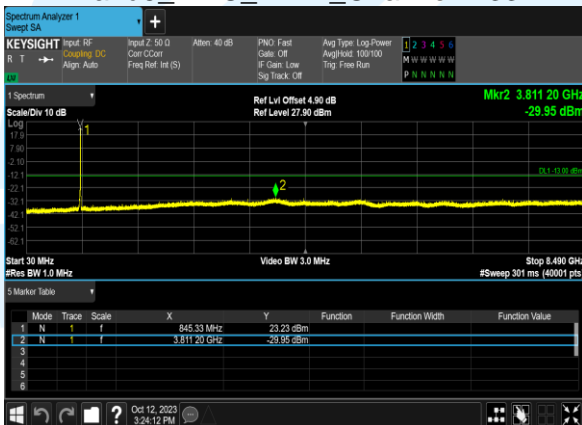 Spectrum Analyzer 1
Swept SA
KEYSIGHT
R T
LV
Input: RF
Coupling: DC
Align: Auto
Input Z: 50 Ω
Corr CCorr
Freq Ref: Int (S)
Atten: 40 dB
PNO: Fast
Gate: Off
IF Gain: Low
Sig Track: Off
Avg Type: Log-Power
Avg|Hold: 100/100
Trig: Free Run
1 2 3 4 5 6
M W W W W W
P N N N N N
1 Spectrum
Scale/Div 10 dB
Ref Lvl Offset 4.90 dB
Ref Level 27.90 dBm
Mkr2 3.811 20 GHz
-29.95 dBm
Log
17.9
7.90
-2.10
-12.1
-22.1
-32.1
-42.1
-52.1
-62.1
1
2
DL1 -13.00 dBm
Start 30 MHz
#Res BW 1.0 MHz
Video BW 3.0 MHz
Stop 8.490 GHz
#Sweep 301 ms (40001 pts)
5 Marker Table
Mode Trace Scale X Y Function Function Width Function Value
1 N 1 f 845.33 MHz 23.23 dBm
2 N 1 f 3.811 20 GHz -29.95 dBm
3
4
5
6
?
Oct 12, 2023
3:24:12 PM